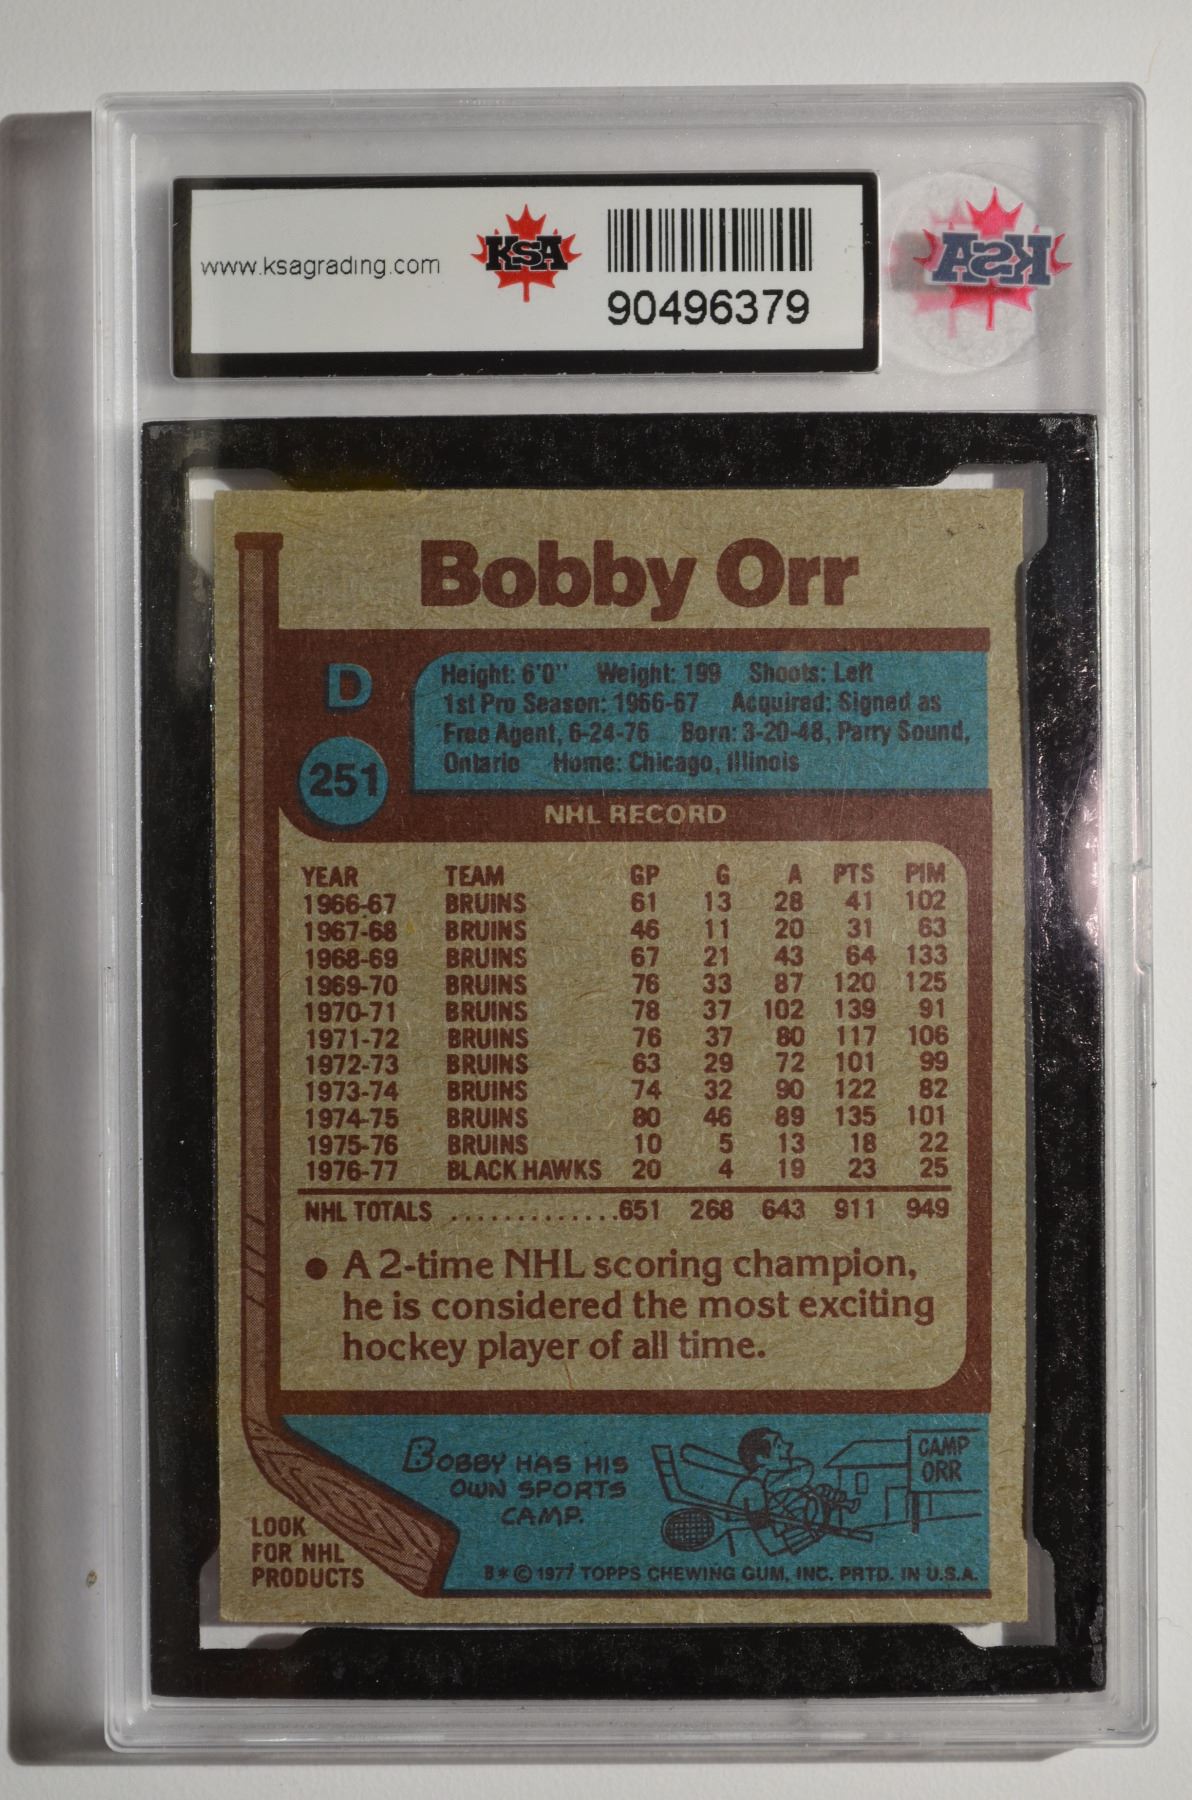 www.ksagrading.com
KSA
90496379
KSA
Bobby Orr
D
251
Height: 6'0" Weight: 199 Shoots: Left
1st Pro Season: 1966-67 Acquired: Signed as
Free Agent, 6-24-76 Born: 3-20-48, Parry Sound,
Ontario Home: Chicago, Illinois
NHL RECORD
YEAR TEAM GP G A PTS PIM
1966-67 BRUINS 61 13 28 41 102
1967-68 BRUINS 46 11 20 31 63
1968-69 BRUINS 67 21 43 64 133
1969-70 BRUINS 76 33 87 120 125
1970-71 BRUINS 78 37 102 139 91
1971-72 BRUINS 76 37 80 117 106
1972-73 BRUINS 63 29 72 101 99
1973-74 BRUINS 74 32 90 122 82
1974-75 BRUINS 80 46 89 135 101
1975-76 BRUINS 10 5 13 18 22
1976-77 BLACK HAWKS 20 4 19 23 25
NHL TOTALS .............651 268 643 911 949
● A 2-time NHL scoring champion,
he is considered the most exciting
hockey player of all time.
BOBBY HAS HIS
OWN SPORTS
CAMP.
CAMP
ORR
LOOK
FOR NHL
PRODUCTS
B* © 1977 TOPPS CHEWING GUM, INC. PRTD. IN U.S.A.